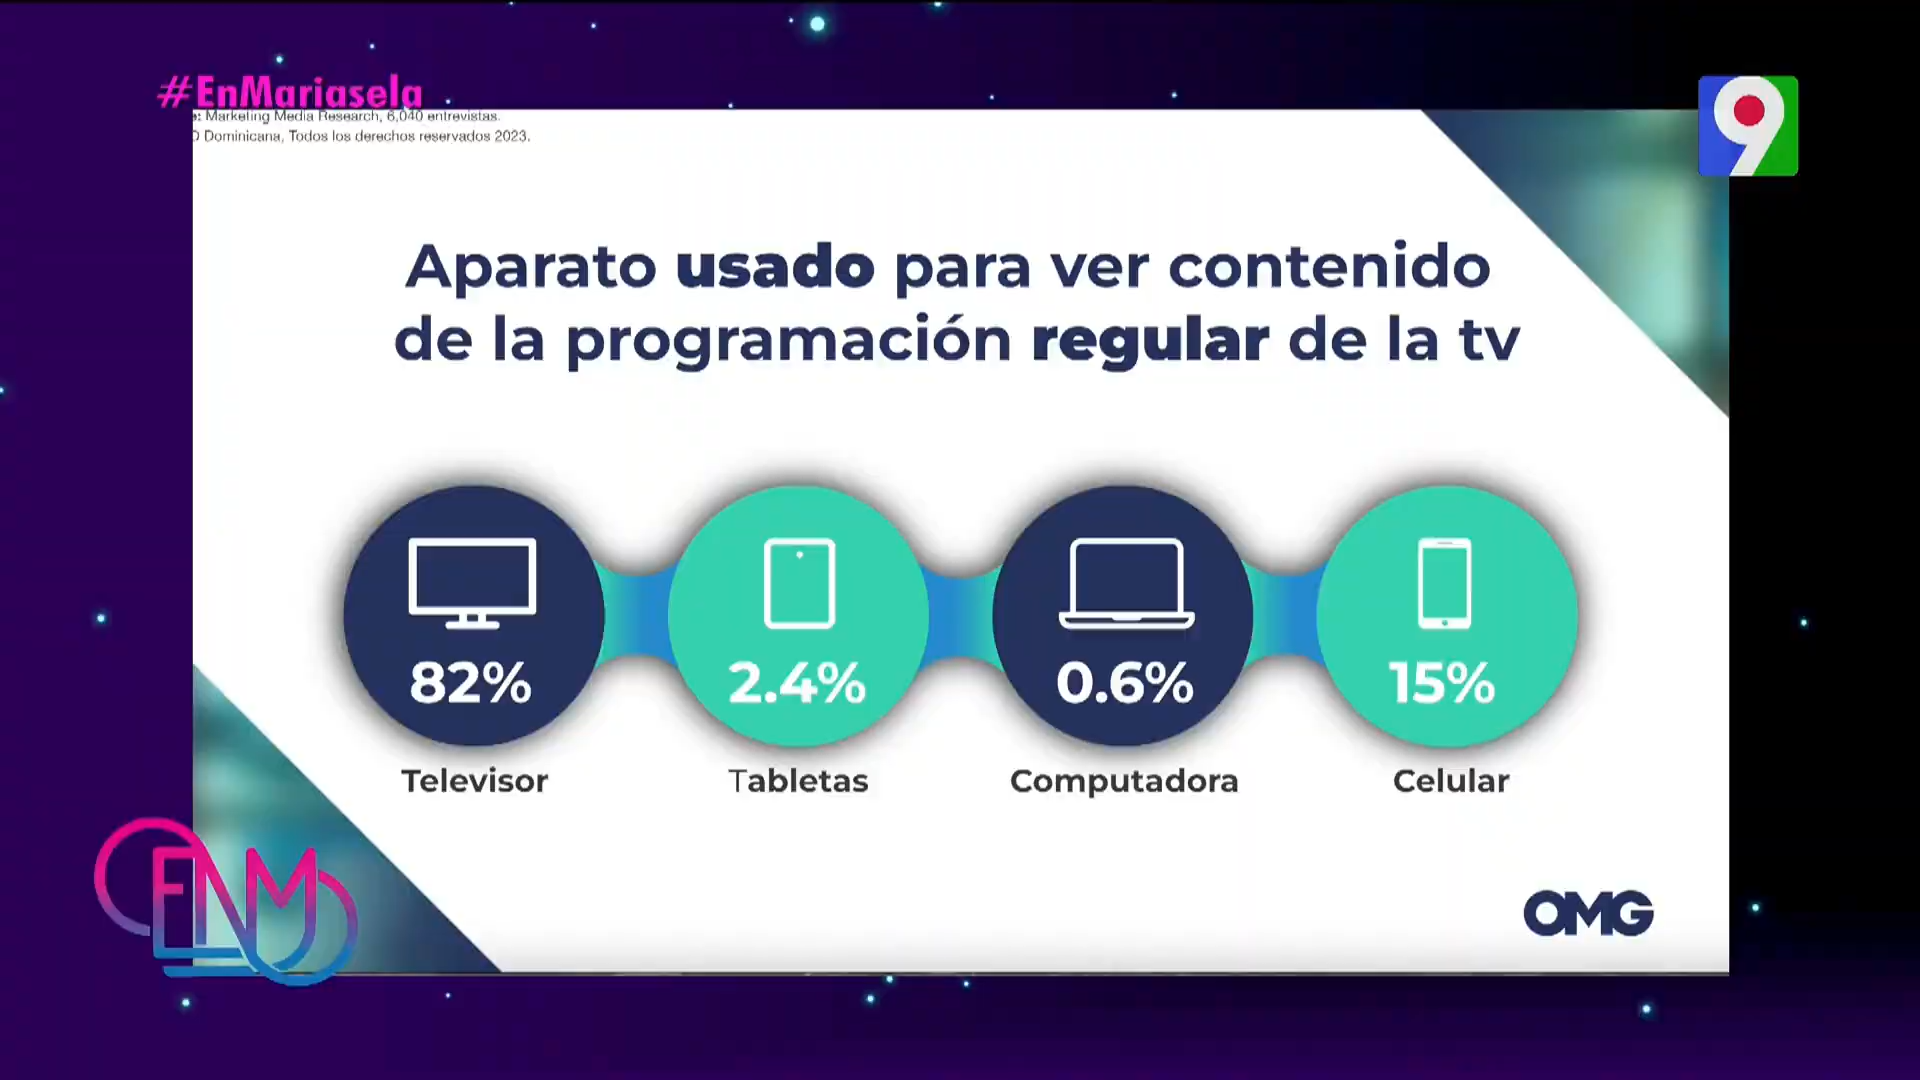 #EnMariasela
9
: Marketing Media Research, 6,040 entrevistas.
Dominicana, Todos los derechos reservados 2023.
Aparato usado para ver contenido
de la programación regular de la tv
82%
2.4%
0.6%
15%
Televisor
Tabletas
Computadora
Celular
ENM
OMG